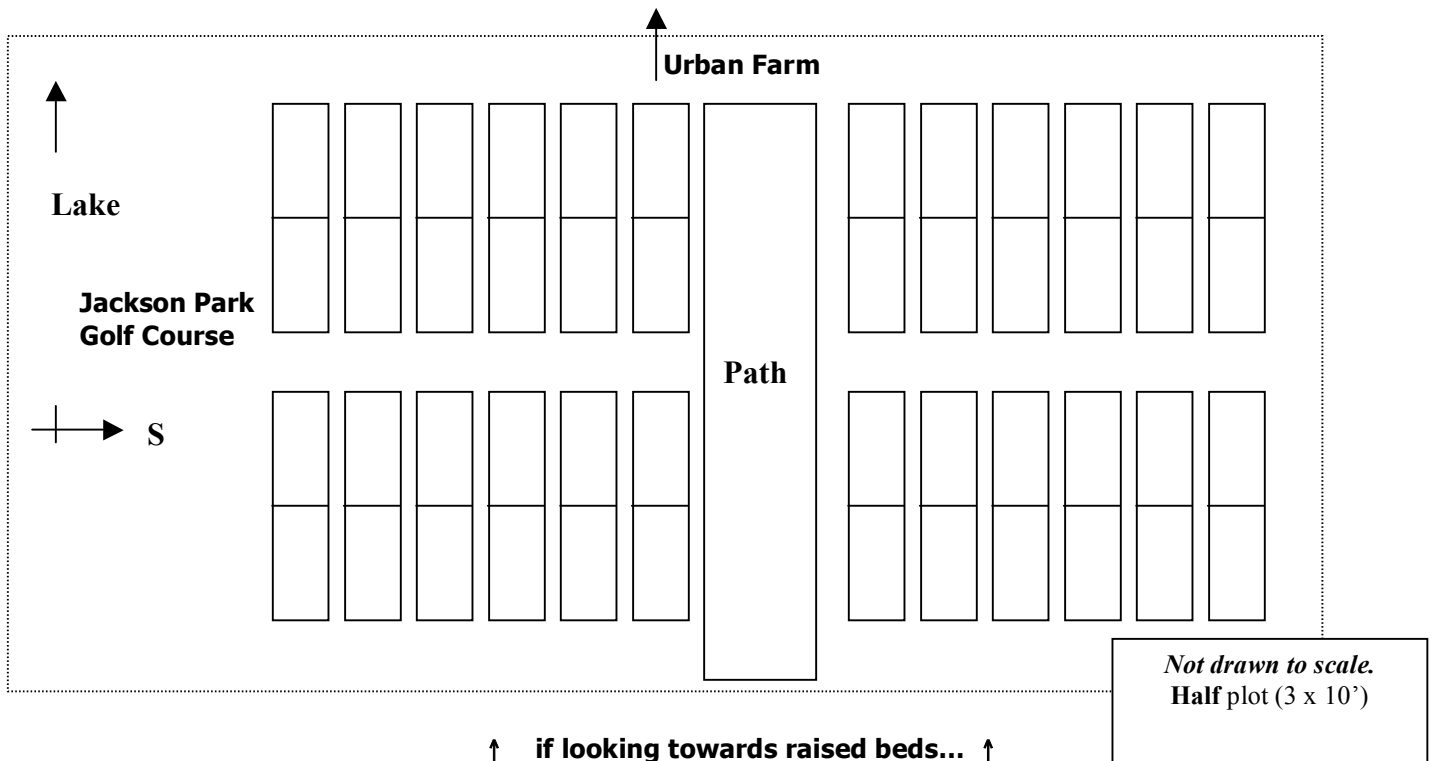 Urban Farm
Lake
Jackson Park
Golf Course
Path
S
Not drawn to scale.
Half plot (3 x 10’)
if looking towards raised beds...